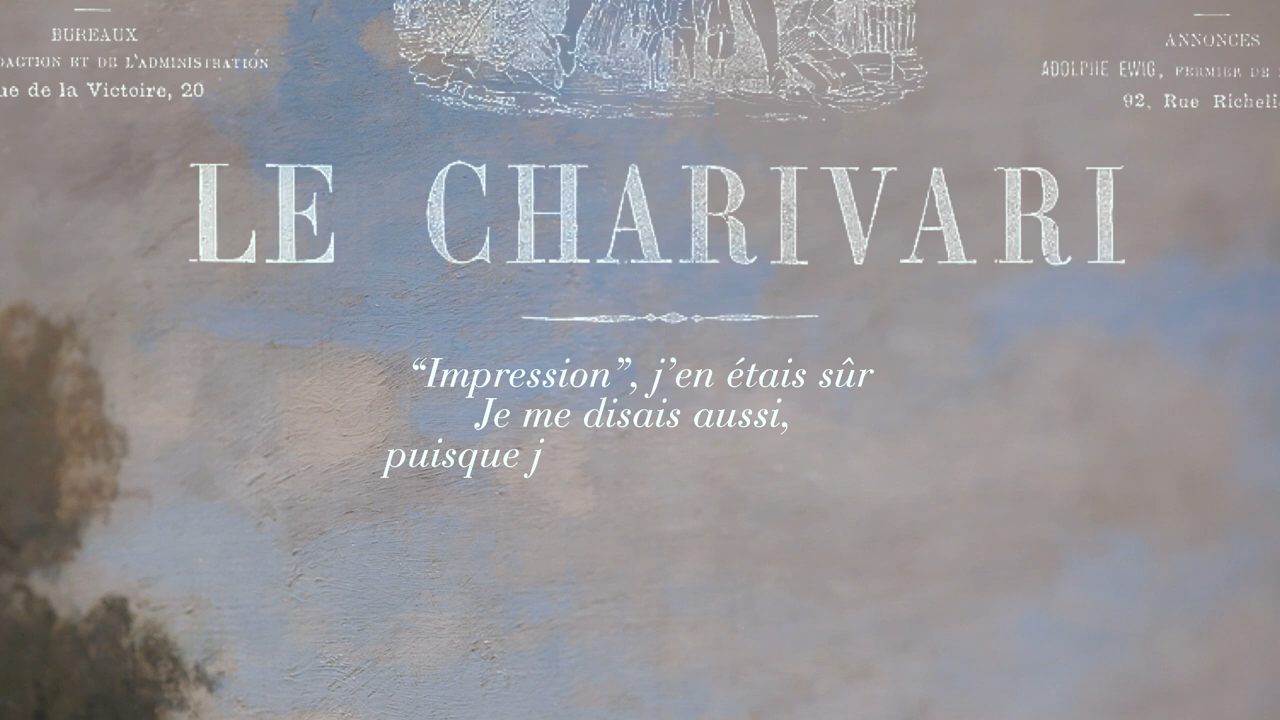 BUREAUX
DACTION ET DE L'ADMINISTRATION
ue de la Victoire, 20
ANNONCES
ADOLPHE EWIG, FERMIER DE
92, Rue Richeli
LE CHARIVARI
“Impression”, j’en étais sûr
Je me disais aussi,
puisque j